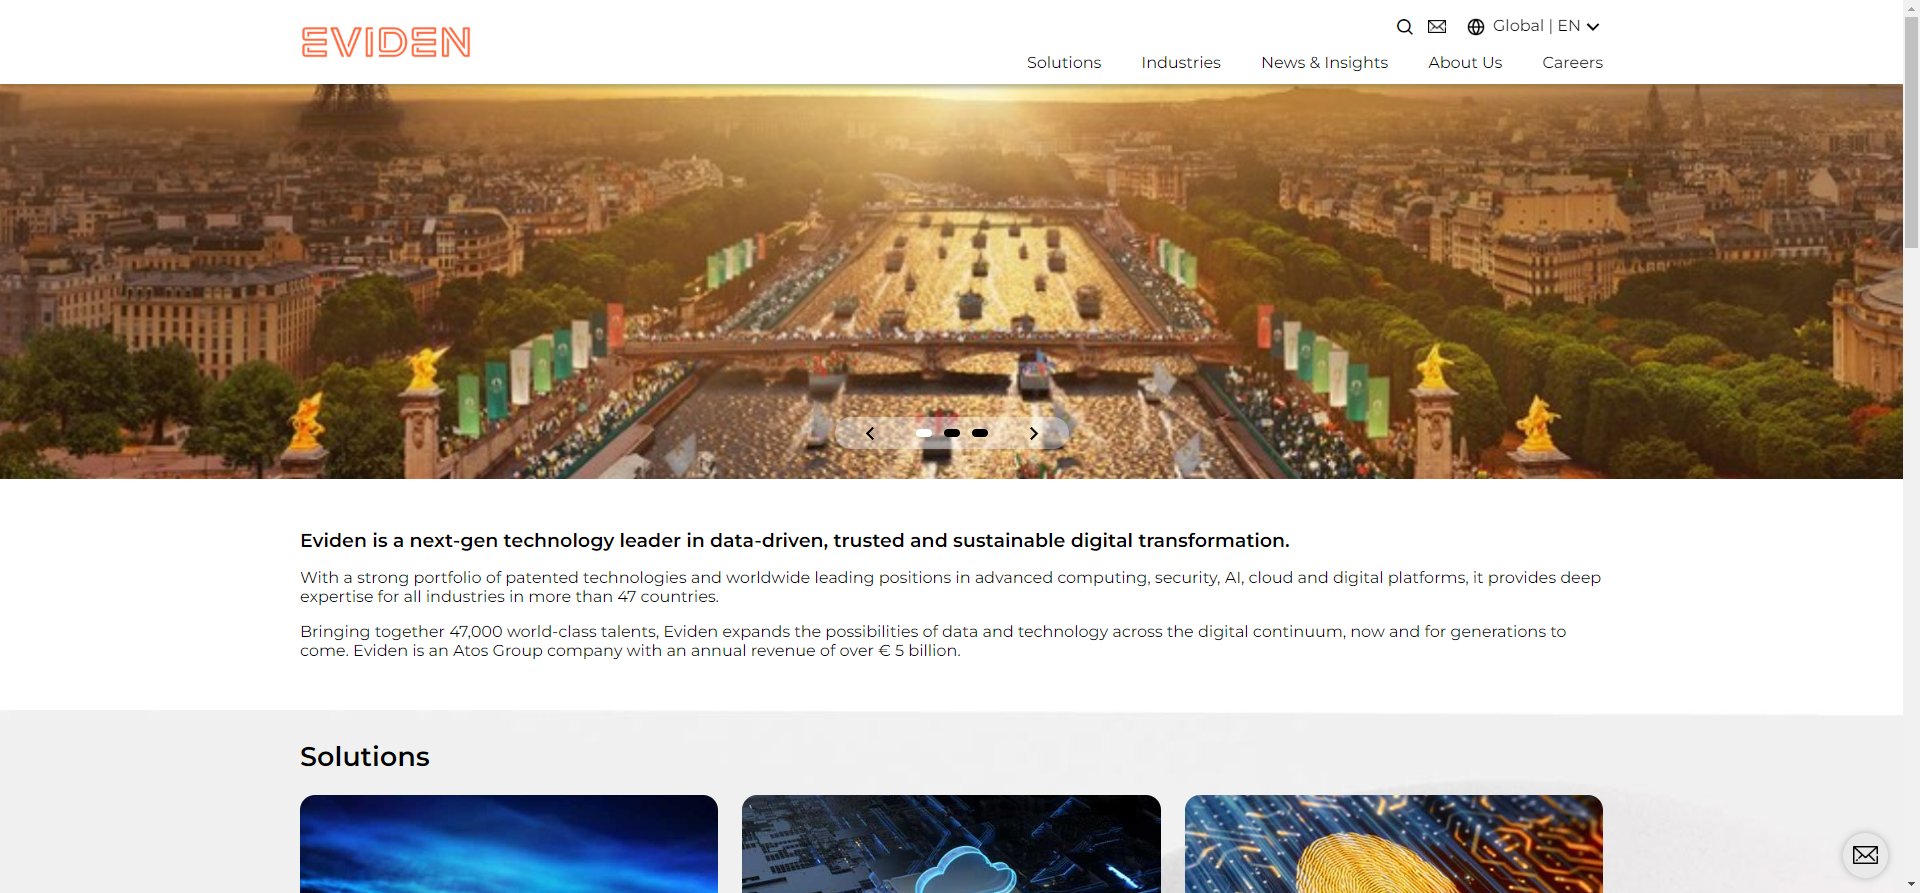 EVIDEN
Global | EN
Solutions
Industries
News & Insights
About Us
Careers
Eviden is a next-gen technology leader in data-driven, trusted and sustainable digital transformation.
With a strong portfolio of patented technologies and worldwide leading positions in advanced computing, security, AI, cloud and digital platforms, it provides deep
expertise for all industries in more than 47 countries.
Bringing together 47,000 world-class talents, Eviden expands the possibilities of data and technology across the digital continuum, now and for generations to
come. Eviden is an Atos Group company with an annual revenue of over € 5 billion.
Solutions